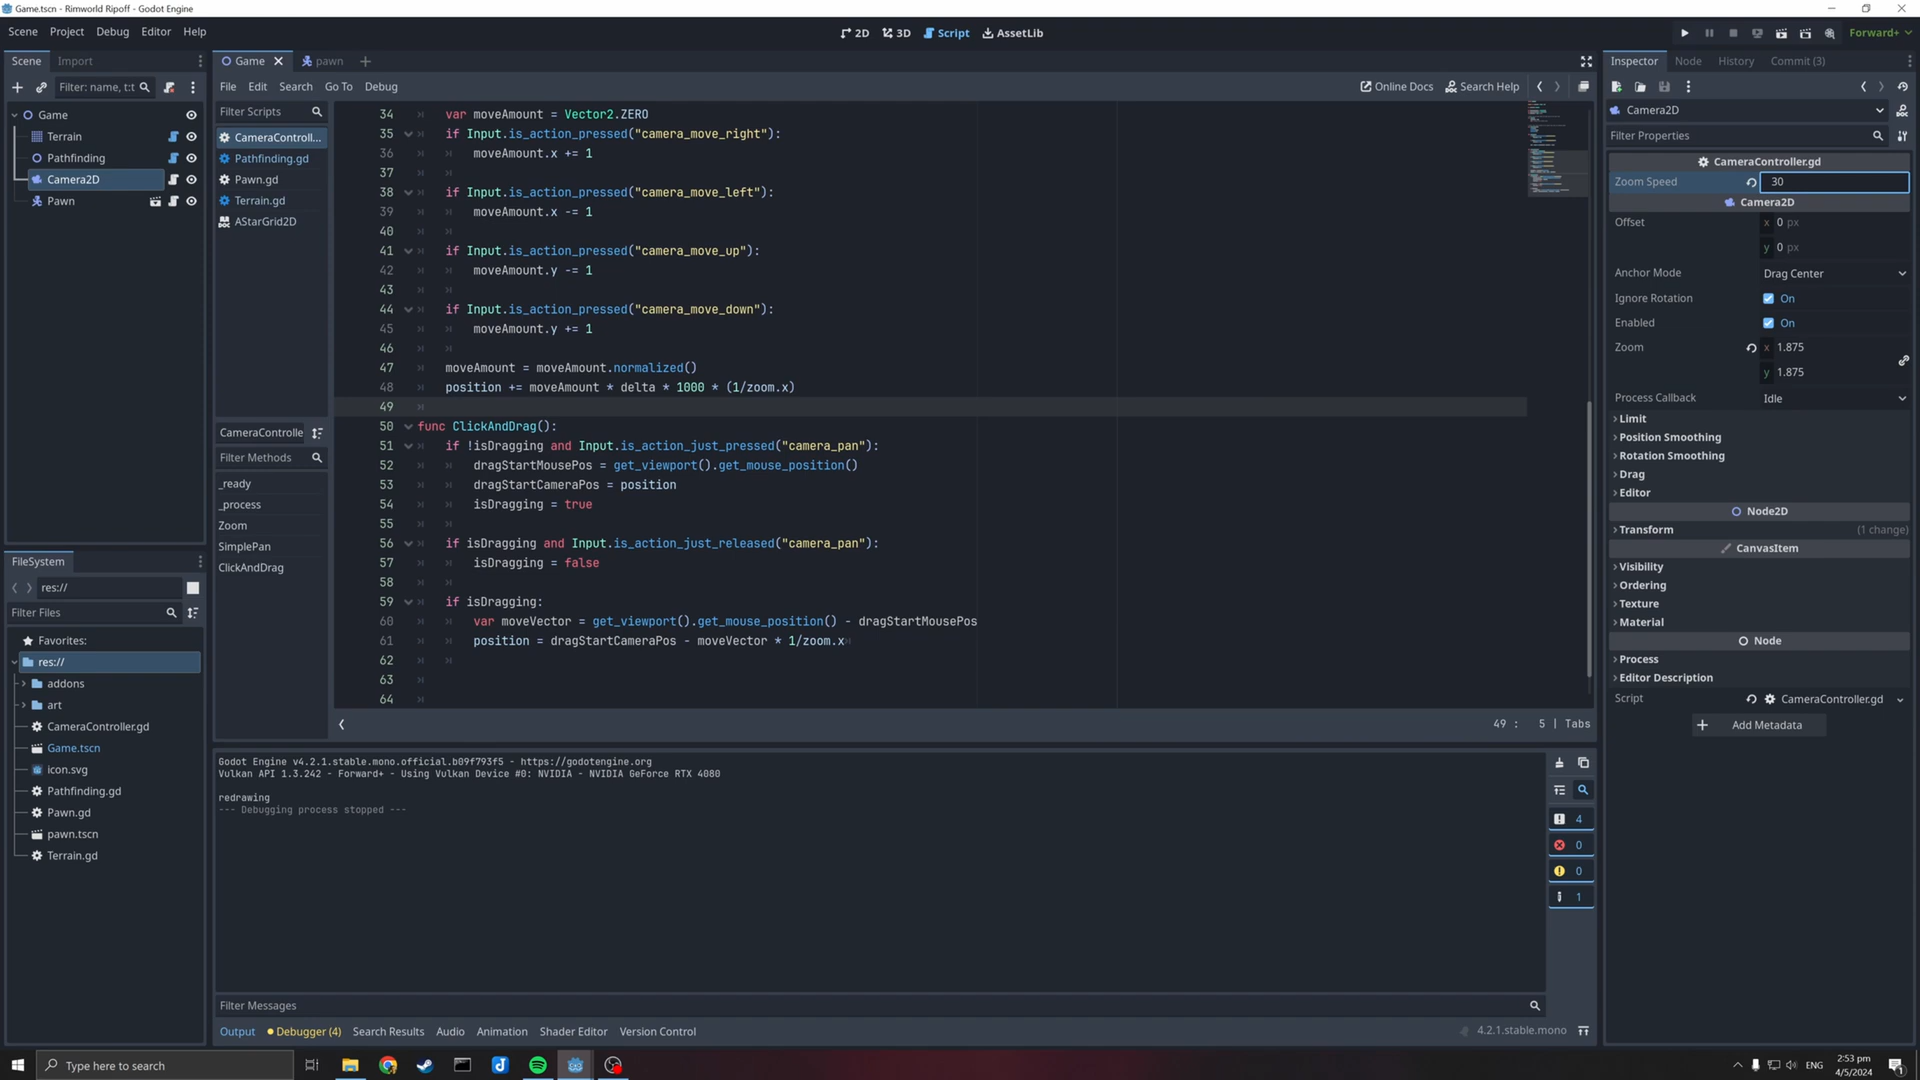 Game.tscn - Rimworld Ripoff - Godot Engine
Scene Project Debug Editor Help
2D 3D Script AssetLib
Forward+
Scene Import
Filter: name, t:t
Game
Terrain
Pathfinding
Camera2D
Pawn
FileSystem
res://
Filter Files
Favorites:
res://
addons
art
CameraController.gd
Game.tscn
icon.svg
Pathfinding.gd
Pawn.gd
pawn.tscn
Terrain.gd
Game pawn
File Edit Search Go To Debug
Online Docs Search Help
Filter Scripts
CameraControll...
Pathfinding.gd
Pawn.gd
Terrain.gd
AStarGrid2D
CameraControlle
Filter Methods
_ready
_process
Zoom
SimplePan
ClickAndDrag
34 var moveAmount = Vector2.ZERO
35 if Input.is_action_pressed("camera_move_right"):
36 moveAmount.x += 1
37
38 if Input.is_action_pressed("camera_move_left"):
39 moveAmount.x -= 1
40
41 if Input.is_action_pressed("camera_move_up"):
42 moveAmount.y -= 1
43
44 if Input.is_action_pressed("camera_move_down"):
45 moveAmount.y += 1
46
47 moveAmount = moveAmount.normalized()
48 position += moveAmount * delta * 1000 * (1/zoom.x)
49
50 func ClickAndDrag():
51 if !isDragging and Input.is_action_just_pressed("camera_pan"):
52 dragStartMousePos = get_viewport().get_mouse_position()
53 dragStartCameraPos = position
54 isDragging = true
55
56 if isDragging and Input.is_action_just_released("camera_pan"):
57 isDragging = false
58
59 if isDragging:
60 var moveVector = get_viewport().get_mouse_position() - dragStartMousePos
61 position = dragStartCameraPos - moveVector * 1/zoom.x
62
63
64
49 : 5 | Tabs
Godot Engine v4.2.1.stable.mono.official.b09f793f5 - https://godotengine.org
Vulkan API 1.3.242 - Forward+ - Using Vulkan Device #0: NVIDIA - NVIDIA GeForce RTX 4080
redrawing
--- Debugging process stopped ---
4
0
0
1
Filter Messages
Output Debugger (4) Search Results Audio Animation Shader Editor Version Control
4.2.1.stable.mono
Inspector Node History Commit (3)
Camera2D
Filter Properties
CameraController.gd
Zoom Speed 30
Camera2D
Offset x 0 px
y 0 px
Anchor Mode Drag Center
Ignore Rotation On
Enabled On
Zoom x 1.875
y 1.875
Process Callback Idle
Limit
Position Smoothing
Rotation Smoothing
Drag
Editor
Node2D
Transform (1 change)
CanvasItem
Visibility
Ordering
Texture
Material
Node
Process
Editor Description
Script CameraController.gd
Add Metadata
Type here to search
ENG
2:53 pm
4/5/2024